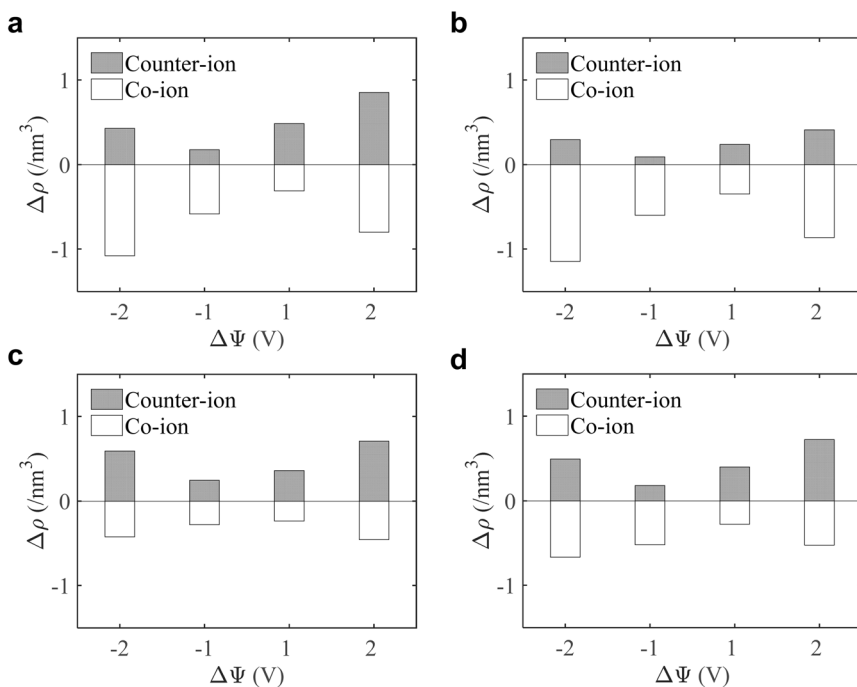 a
Counter-ion
Co-ion
1
0
-1
Δρ (/nm³)
-2 -1 1 2
ΔΨ (V)
b
Counter-ion
Co-ion
1
0
-1
Δρ (/nm³)
-2 -1 1 2
ΔΨ (V)
c
Counter-ion
Co-ion
1
0
-1
Δρ (/nm³)
-2 -1 1 2
ΔΨ (V)
d
Counter-ion
Co-ion
1
0
-1
Δρ (/nm³)
-2 -1 1 2
ΔΨ (V)